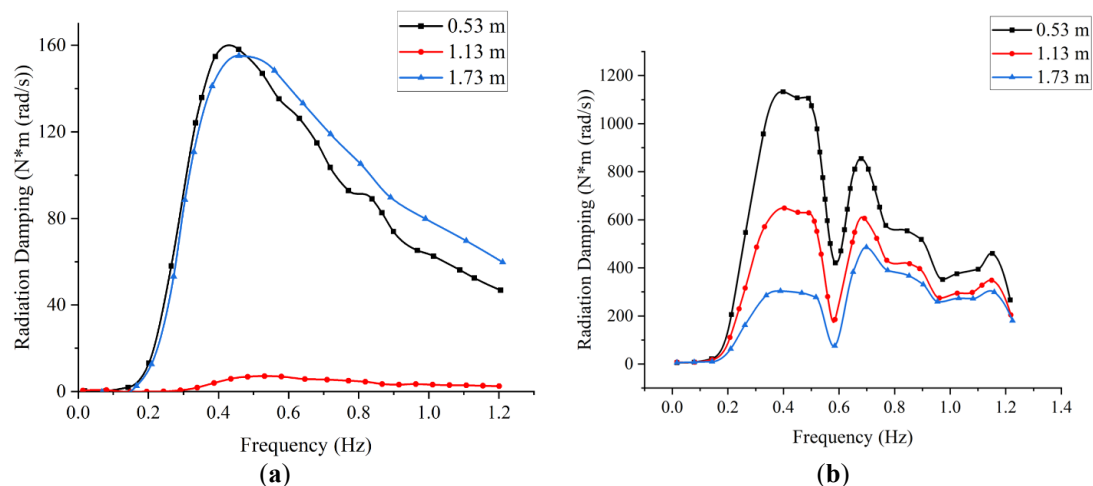 0.53 m
1.13 m
1.73 m
160
120
80
40
0
0.0 0.2 0.4 0.6 0.8 1.0 1.2
Radiation Damping (N*m (rad/s))
Frequency (Hz)
(a)
0.53 m
1.13 m
1.73 m
1200
1000
800
600
400
200
0
0.0 0.2 0.4 0.6 0.8 1.0 1.2 1.4
Radiation Damping (N*m (rad/s))
Frequency (Hz)
(b)